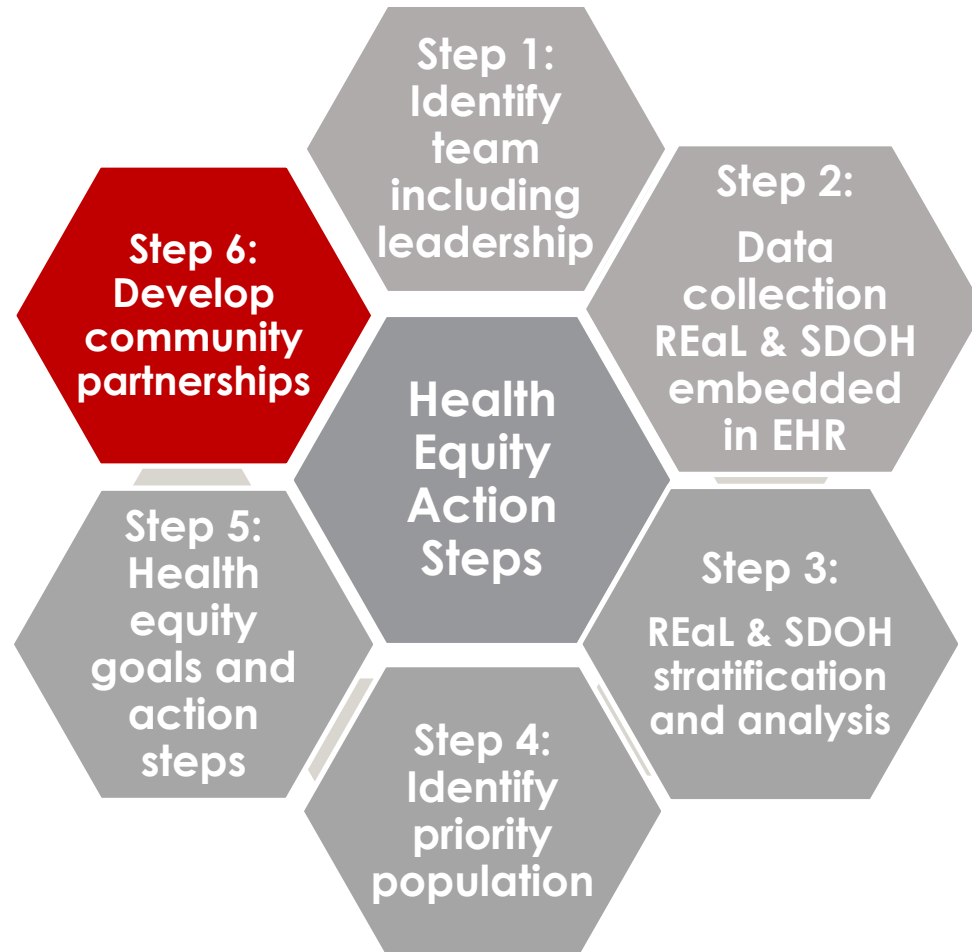 Step 1:
Identify
team
including
leadership
Step 2:
Data
collection
REaL & SDOH
embedded
in EHR
Step 3:
REaL & SDOH
stratification
and analysis
Step 4:
Identify
priority
population
Step 5:
Health
equity
goals and
action
steps
Step 6:
Develop
community
partnerships
Health
Equity
Action
Steps